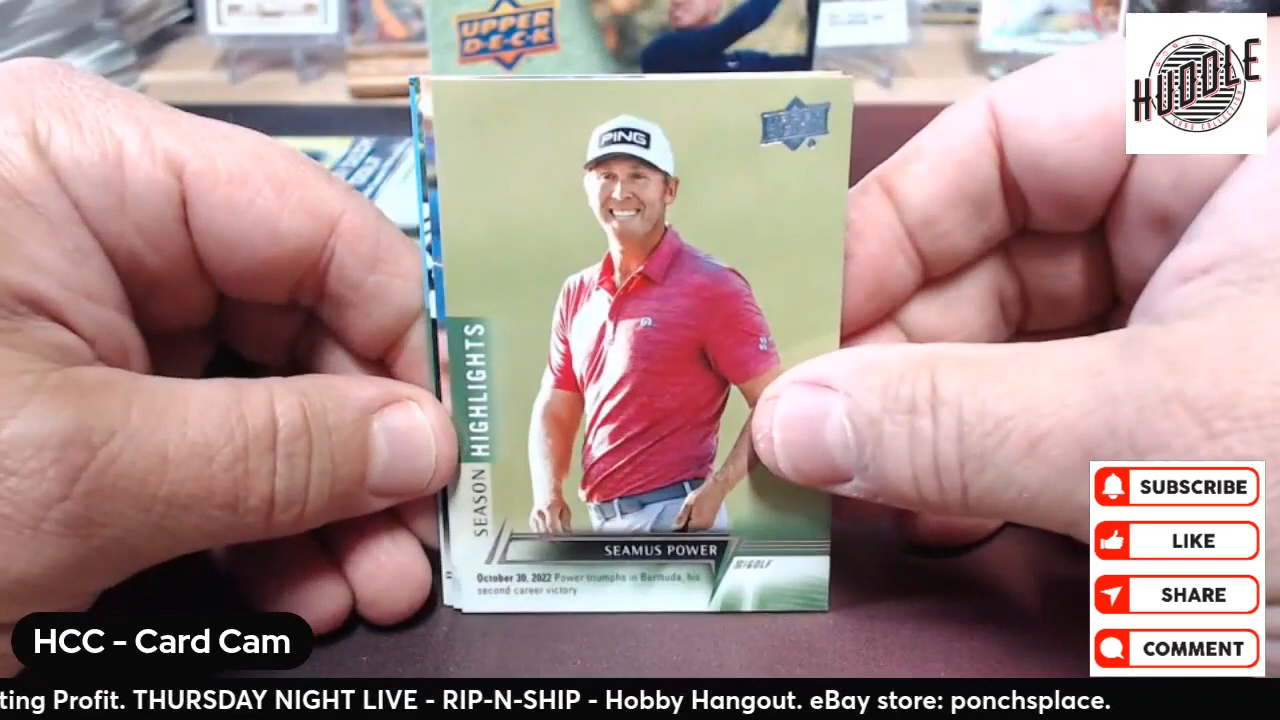 UPPER
D·E·C·K
HUDDLE
PING
SEASON HIGHLIGHTS
SEAMUS POWER
GOLF
October 30, 2022 Power triumphs in Bermuda, his
second career victory
SUBSCRIBE
LIKE
SHARE
COMMENT
HCC - Card Cam
ting Profit. THURSDAY NIGHT LIVE - RIP-N-SHIP - Hobby Hangout. eBay store: ponchsplace.